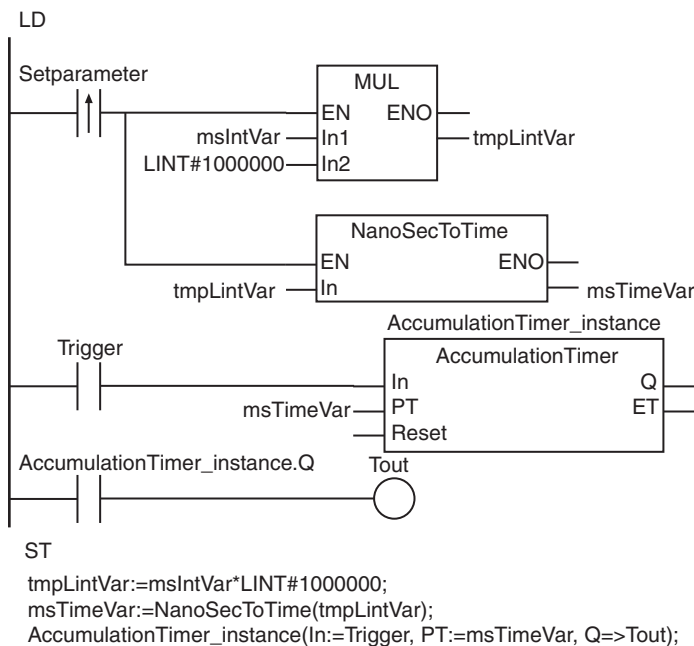 LD
Setparameter
MUL
EN ENO
msIntVar In1 tmpLintVar
LINT#1000000 In2
NanoSecToTime
EN ENO
tmpLintVar In msTimeVar
AccumulationTimer_instance
Trigger AccumulationTimer
In Q
msTimeVar PT ET
Reset
AccumulationTimer_instance.Q Tout
ST
tmpLintVar:=msIntVar*LINT#1000000;
msTimeVar:=NanoSecToTime(tmpLintVar);
AccumulationTimer_instance(In:=Trigger, PT:=msTimeVar, Q=>Tout);